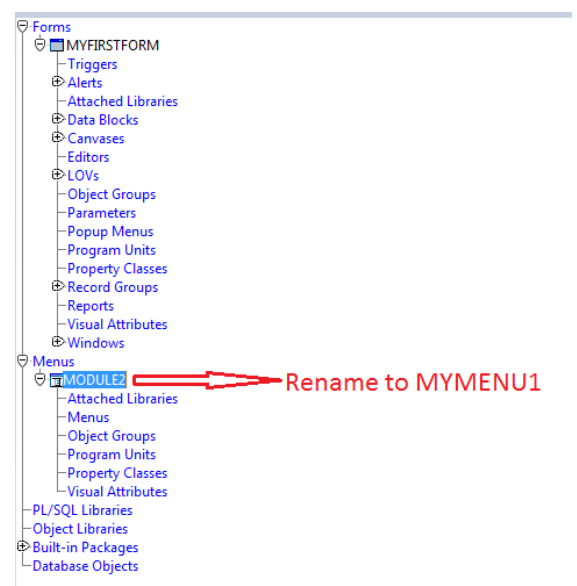 Forms
MYFIRSTFORM
Triggers
Alerts
Attached Libraries
Data Blocks
Canvases
Editors
LOVs
Object Groups
Parameters
Popup Menus
Program Units
Property Classes
Record Groups
Reports
Visual Attributes
Windows
Menus
MODULE2 Rename to MYMENU1
Attached Libraries
Menus
Object Groups
Program Units
Property Classes
Visual Attributes
PL/SQL Libraries
Object Libraries
Built-in Packages
Database Objects